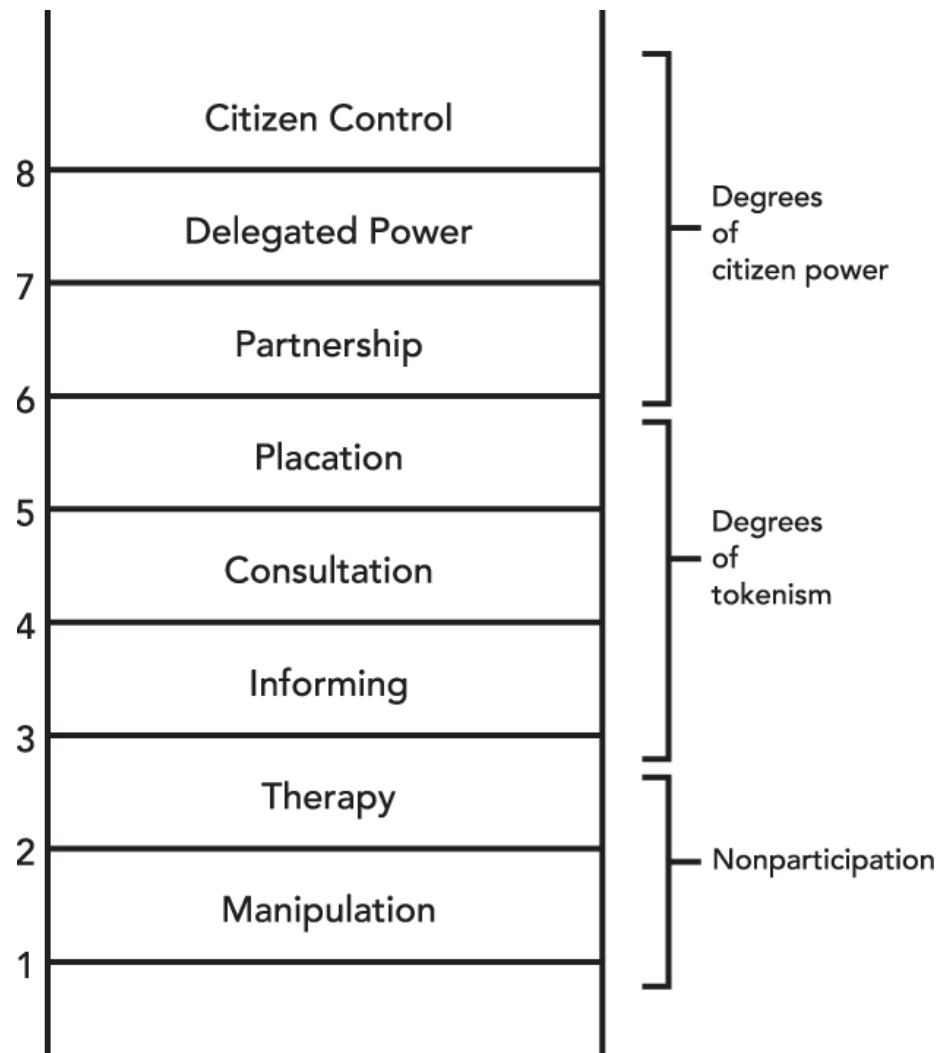 Citizen Control
8
Delegated Power
7
Partnership
6
Placation
5
Consultation
4
Informing
3
Therapy
2
Manipulation
1
Degrees
of
citizen power
Degrees
of
tokenism
Nonparticipation